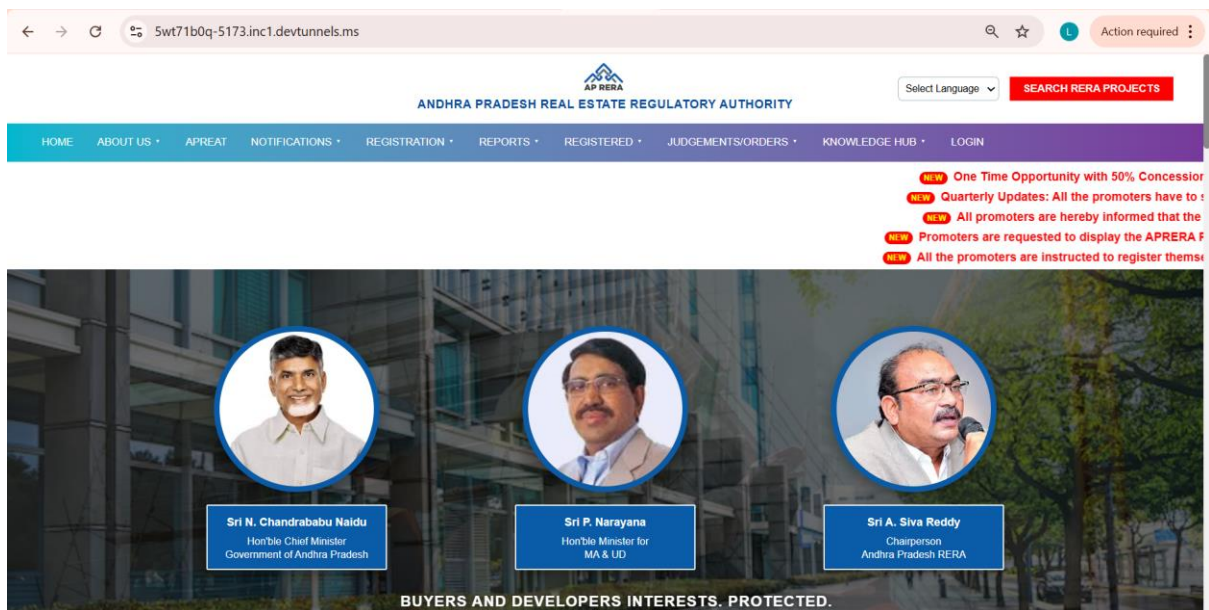 5wt71b0q-5173.inc1.devtunnels.ms
L
Action required
AP RERA
ANDHRA PRADESH REAL ESTATE REGULATORY AUTHORITY
Select Language
SEARCH RERA PROJECTS
HOME ABOUT US APREAT NOTIFICATIONS REGISTRATION REPORTS REGISTERED JUDGEMENTS/ORDERS KNOWLEDGE HUB LOGIN
NEW One Time Opportunity with 50% Concession
NEW Quarterly Updates: All the promoters have to
NEW All promoters are hereby informed that the
NEW Promoters are requested to display the APRERA
NEW All the promoters are instructed to register
Sri N. Chandrababu Naidu
Hon'ble Chief Minister
Government of Andhra Pradesh
Sri P. Narayana
Hon'ble Minister for
MA & UD
Sri A. Siva Reddy
Chairperson
Andhra Pradesh RERA
BUYERS AND DEVELOPERS INTERESTS. PROTECTED.